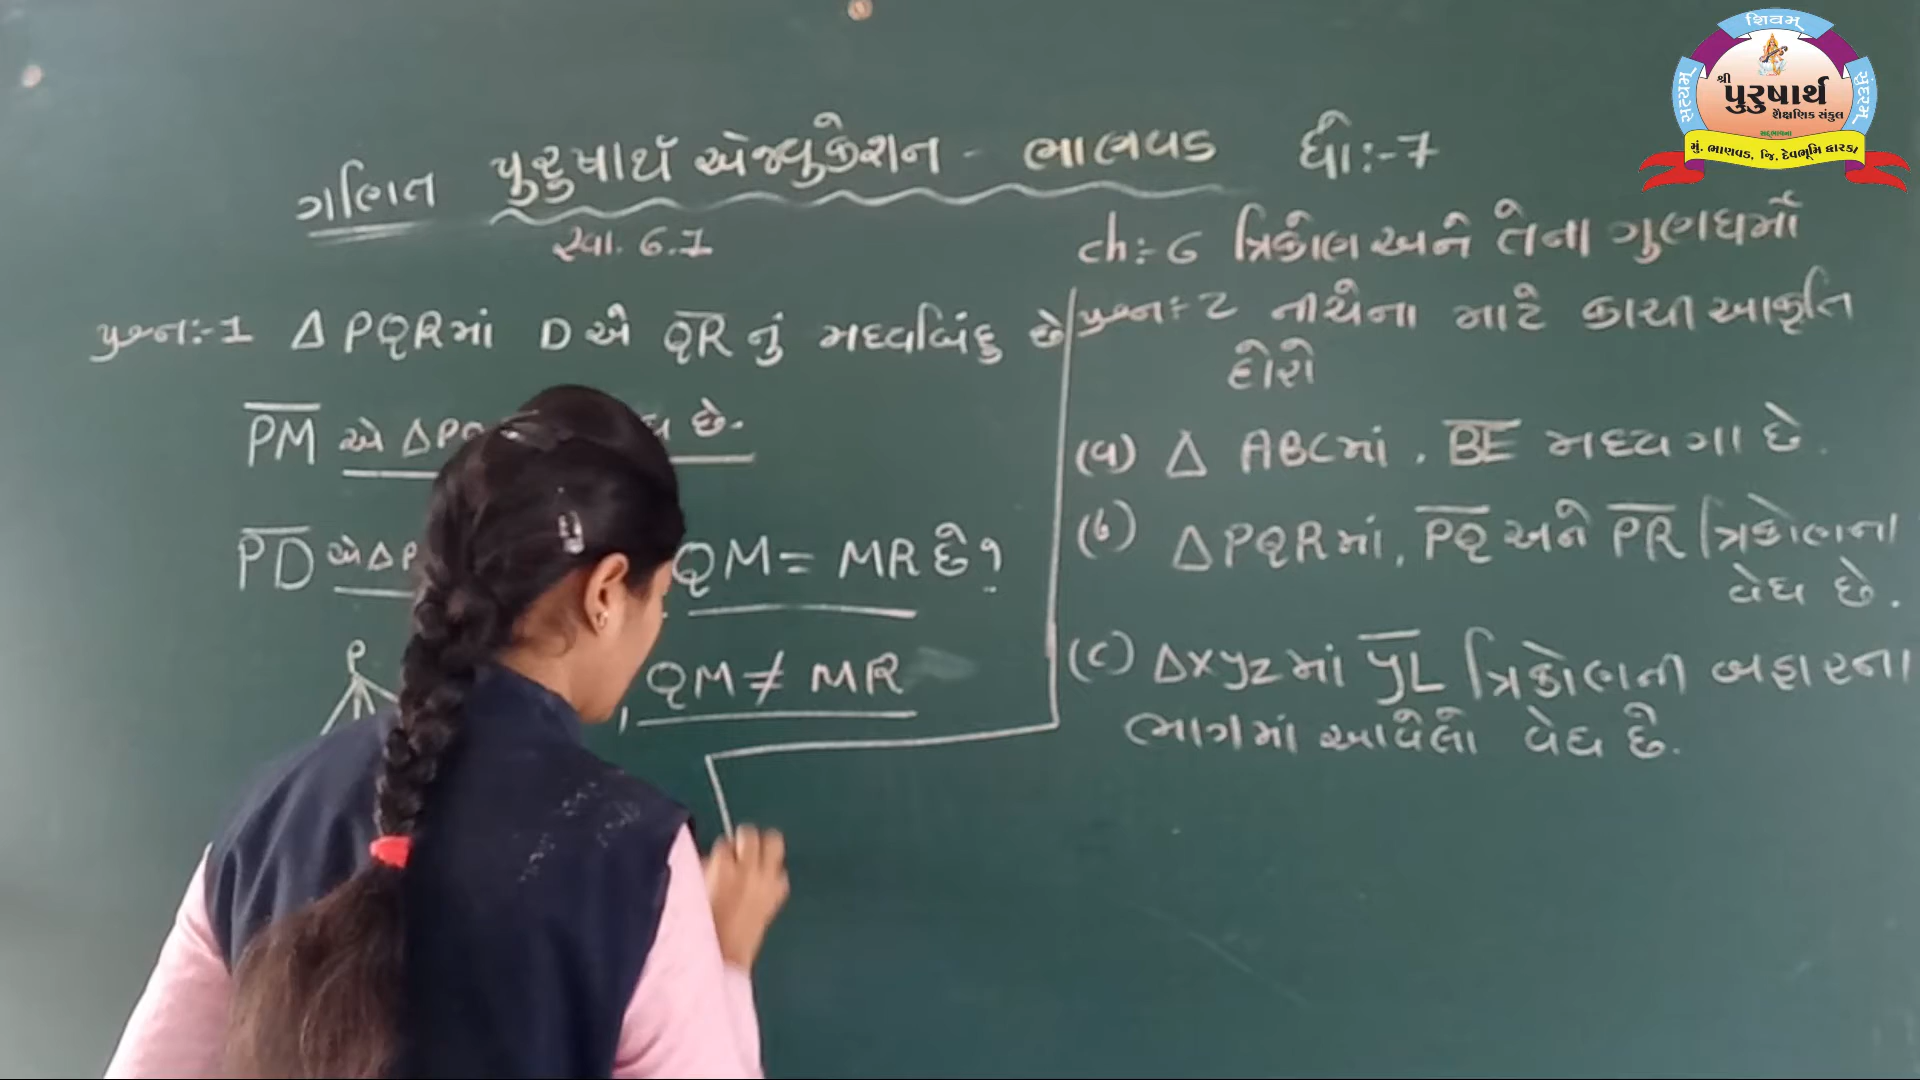 શિવમ્
સત્યમ્
સુંદરમ્
શ્રી
પુરુષાર્થ
શૈક્ષણિક સંકુલ
મું. ભાણવડ, જિ. દેવભૂમિ દ્વારકા
ગણિત પુરુષાર્થ એજ્યુકેશન - ભાણવડ ધો:-7
સ્વા. 6.1
ch:-6 ત્રિકોણ અને તેના ગુણધર્મો
પ્રશ્ન:-1 Δ PQRમાં D એ QR નું મધ્યબિંદુ છે
PM એ ΔPQ છે.
PD એ ΔP
QM = MR છે?
P
QM ≠ MR
પ્રશ્ન:-2 નીચેના માટે કાચી આકૃતિ
દોરો
(a) Δ ABCમાં, BE મધ્યગા છે.
(b) ΔPQRમાં, PQ અને PR ત્રિકોણના
વેધ છે.
(c) ΔXYZમાં YL ત્રિકોણની બહારના
ભાગમાં આવેલો વેધ છે.